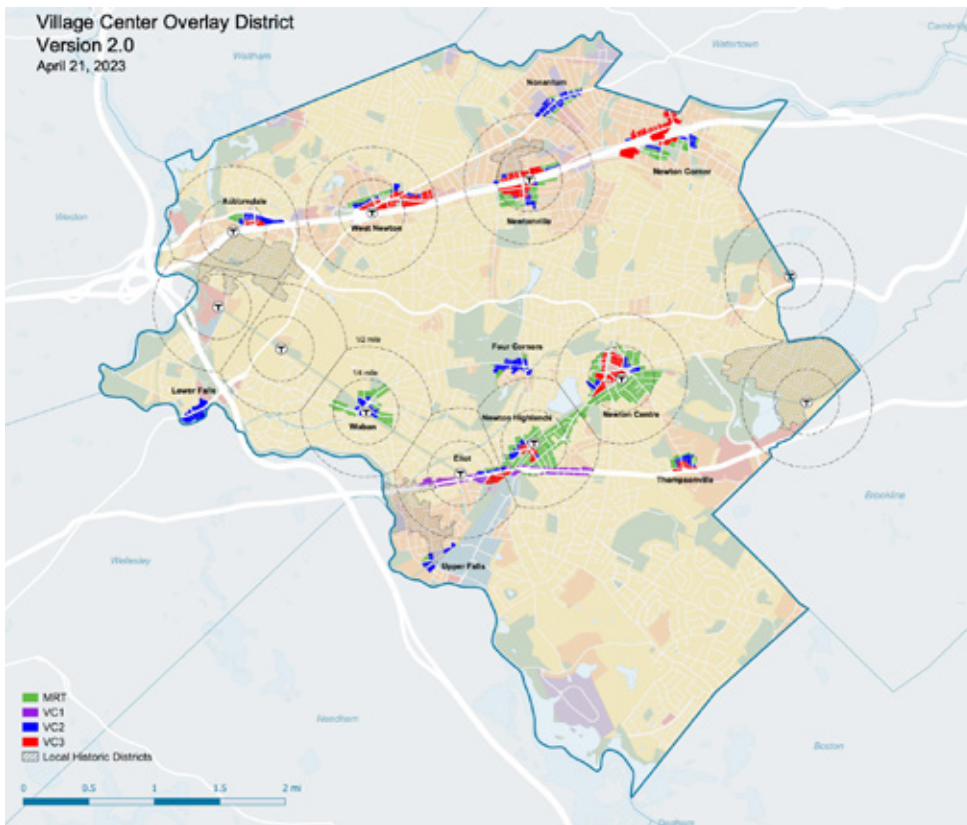 Village Center Overlay District
Version 2.0
April 21, 2023
Waltham
Watertown
Nonantum
Newton Corner
Auburndale
Weston
West Newton
Newtonville
1/2 mile
Four Corners
1/4 mile
Lower Falls
Newton Highlands
Newton Centre
Waban
Eliot
Thompsonville
Brookline
Wellesley
Upper Falls
MRT
VC1
VC2
VC3
Local Historic Districts
Needham
Boston
0 0.5 1 1.5 2 mi
Dedham